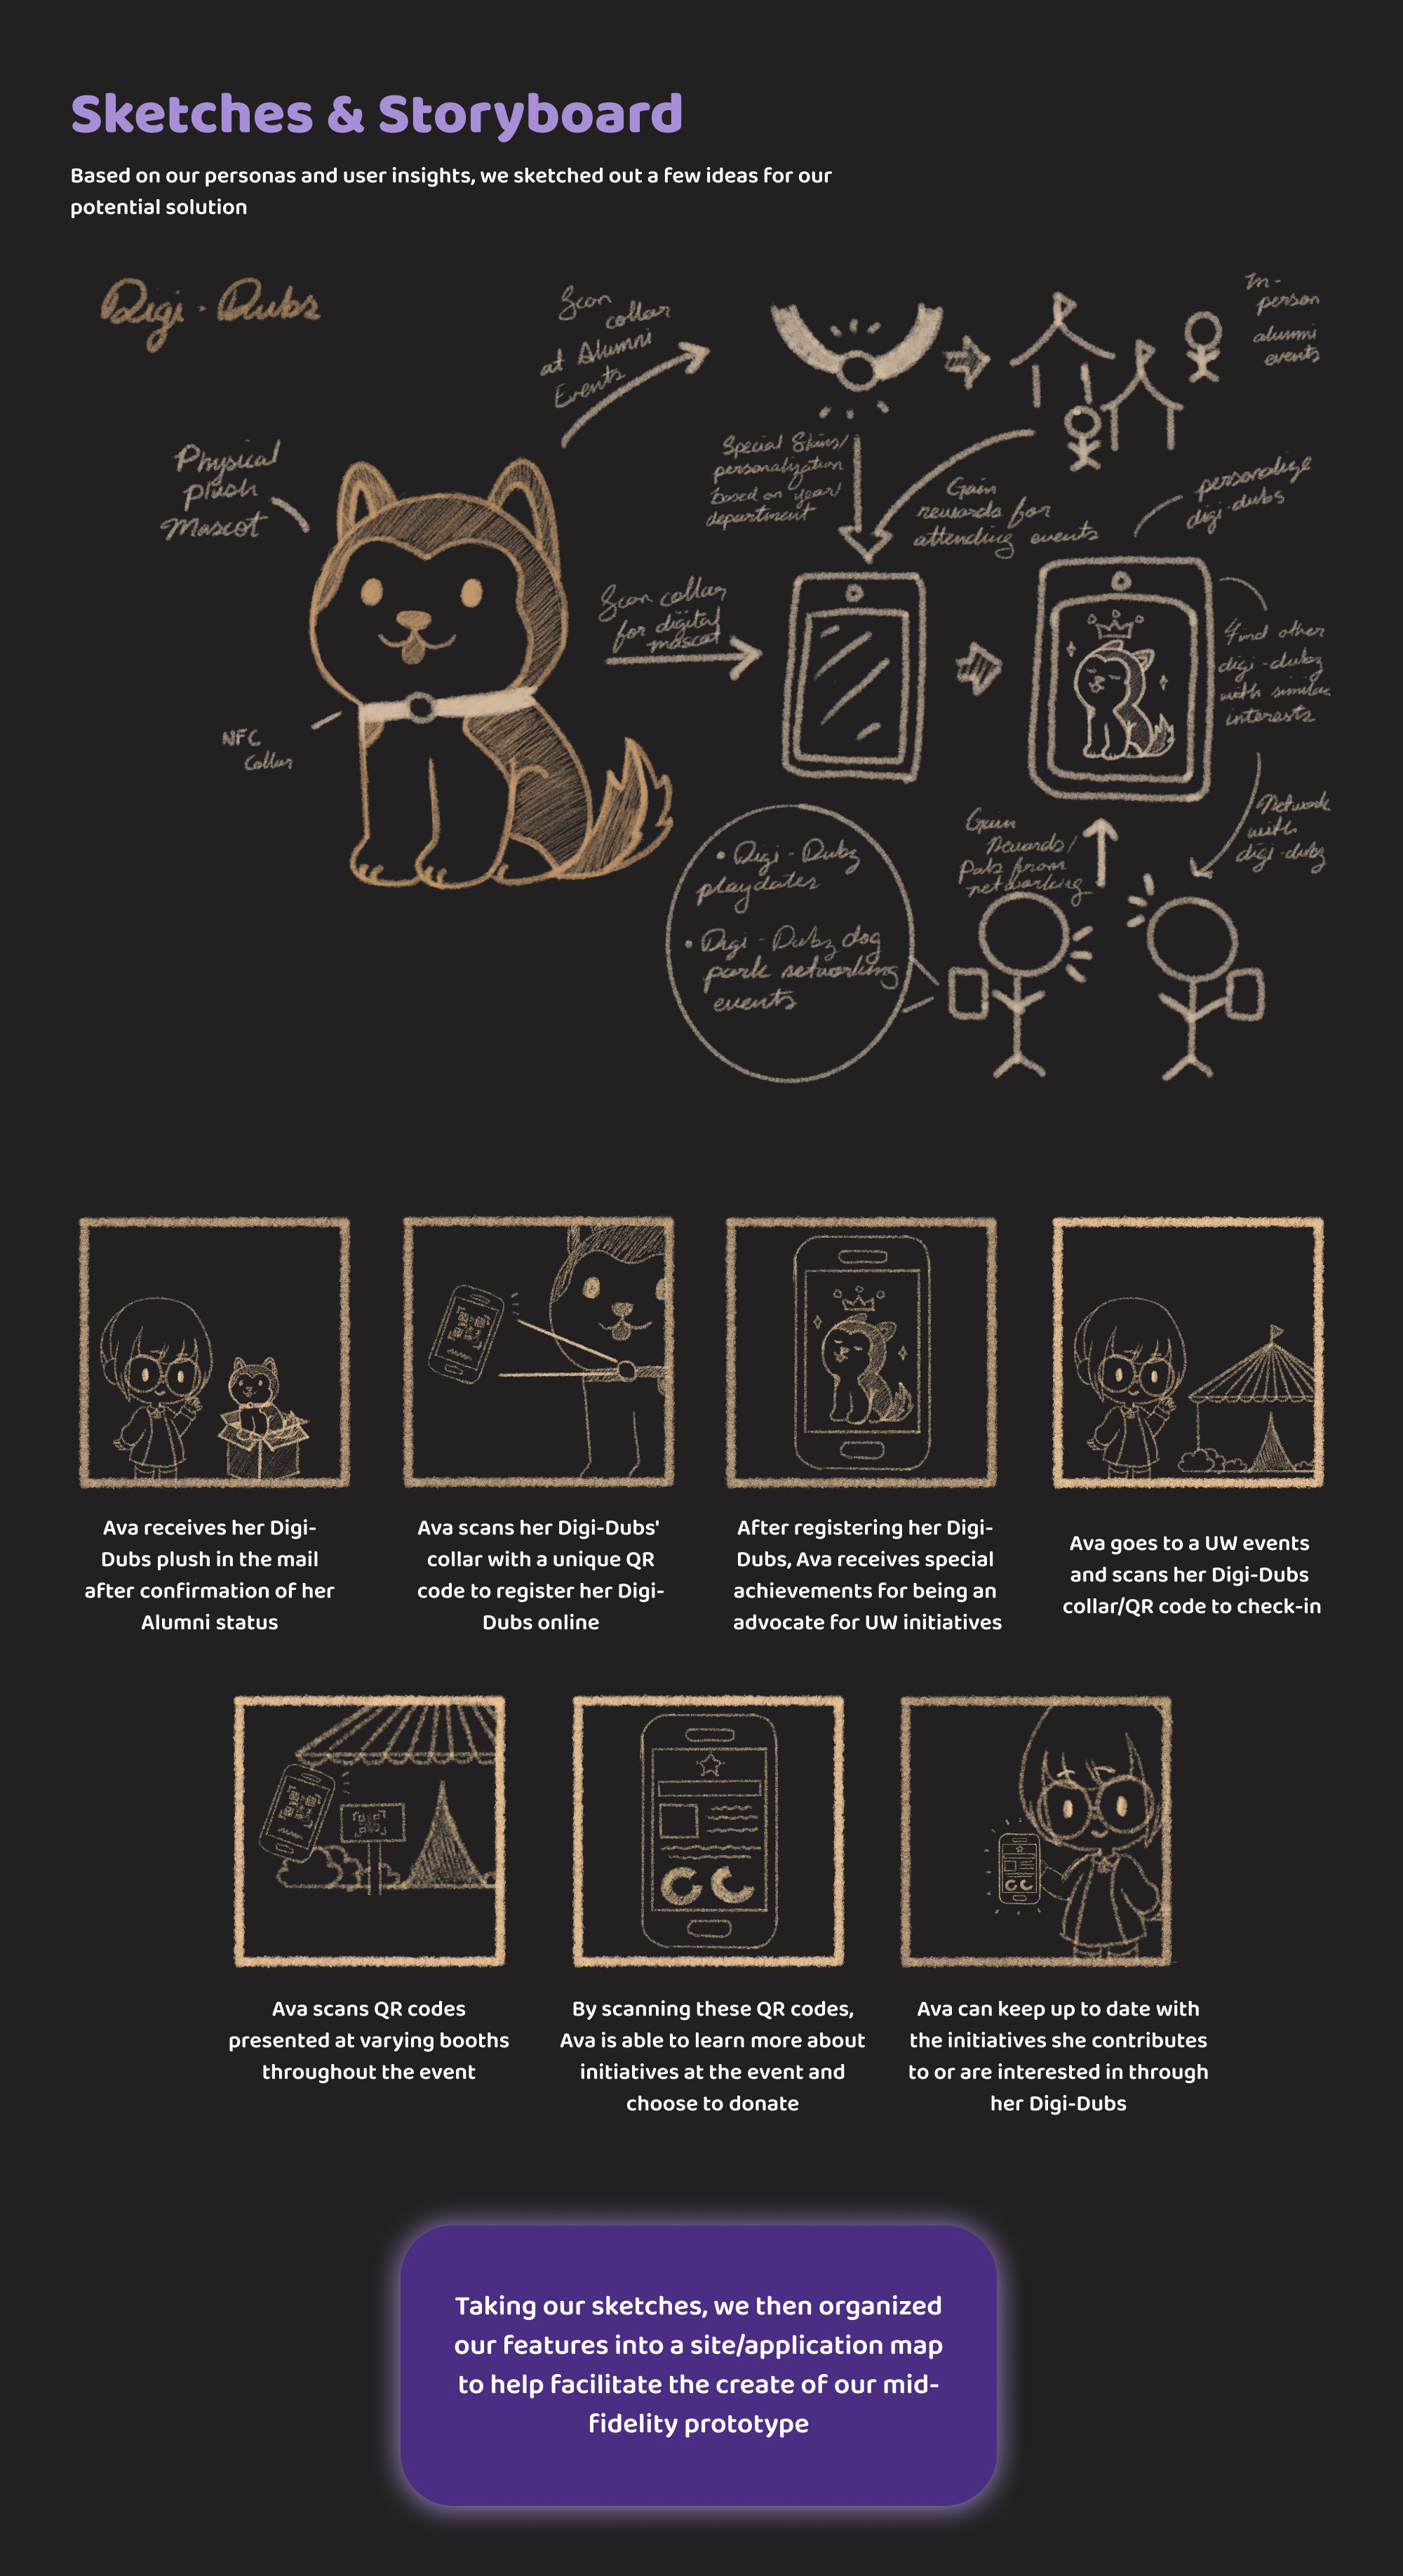 Sketches & Storyboard
Based on our personas and user insights, we sketched out a few ideas for our
potential solution
Digi - Dubs
Scan
collar
at Alumni
Events
In-
person
alumni
events
Physical
plush
Mascot
Special Skins/
personalization
based on year/
department
Gain
rewards for
attending events
personalize
digi-dubs
Scan collar
for digital
mascot
Find other
digi-dubz
with similar
interests
NFC
Collar
Network
with
digi-dubz
Gain
Rewards/
Pats from
networking
• Digi - Dubz
playdates
• Digi - Dubz dog
park networking
events
Ava receives her Digi-
Dubs plush in the mail
after confirmation of her
Alumni status
Ava scans her Digi-Dubs'
collar with a unique QR
code to register her Digi-
Dubs online
After registering her Digi-
Dubs, Ava receives special
achievements for being an
advocate for UW initiatives
Ava goes to a UW events
and scans her Digi-Dubs
collar/QR code to check-in
Ava scans QR codes
presented at varying booths
throughout the event
By scanning these QR codes,
Ava is able to learn more about
initiatives at the event and
choose to donate
Ava can keep up to date with
the initiatives she contributes
to or are interested in through
her Digi-Dubs
Taking our sketches, we then organized
our features into a site/application map
to help facilitate the create of our mid-
fidelity prototype